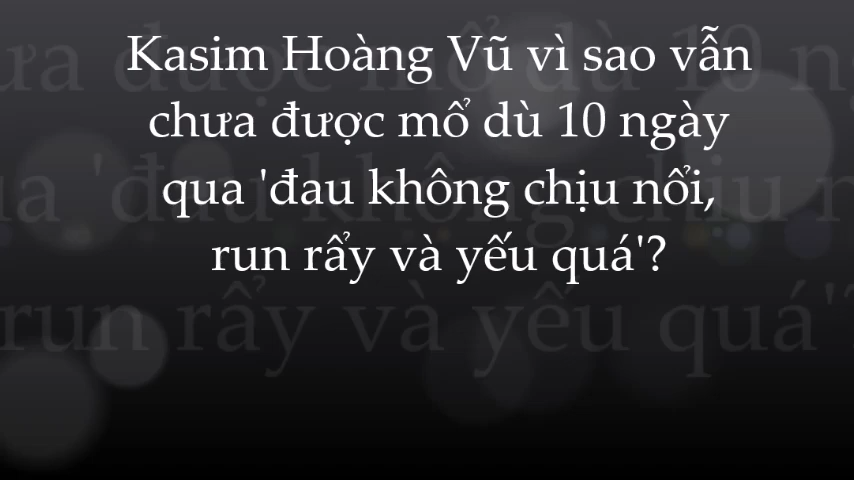 Kasim Hoàng Vũ vì sao vẫn
chưa được mổ dù 10 ngày
qua 'đau không chịu nổi,
run rẩy và yếu quá'?